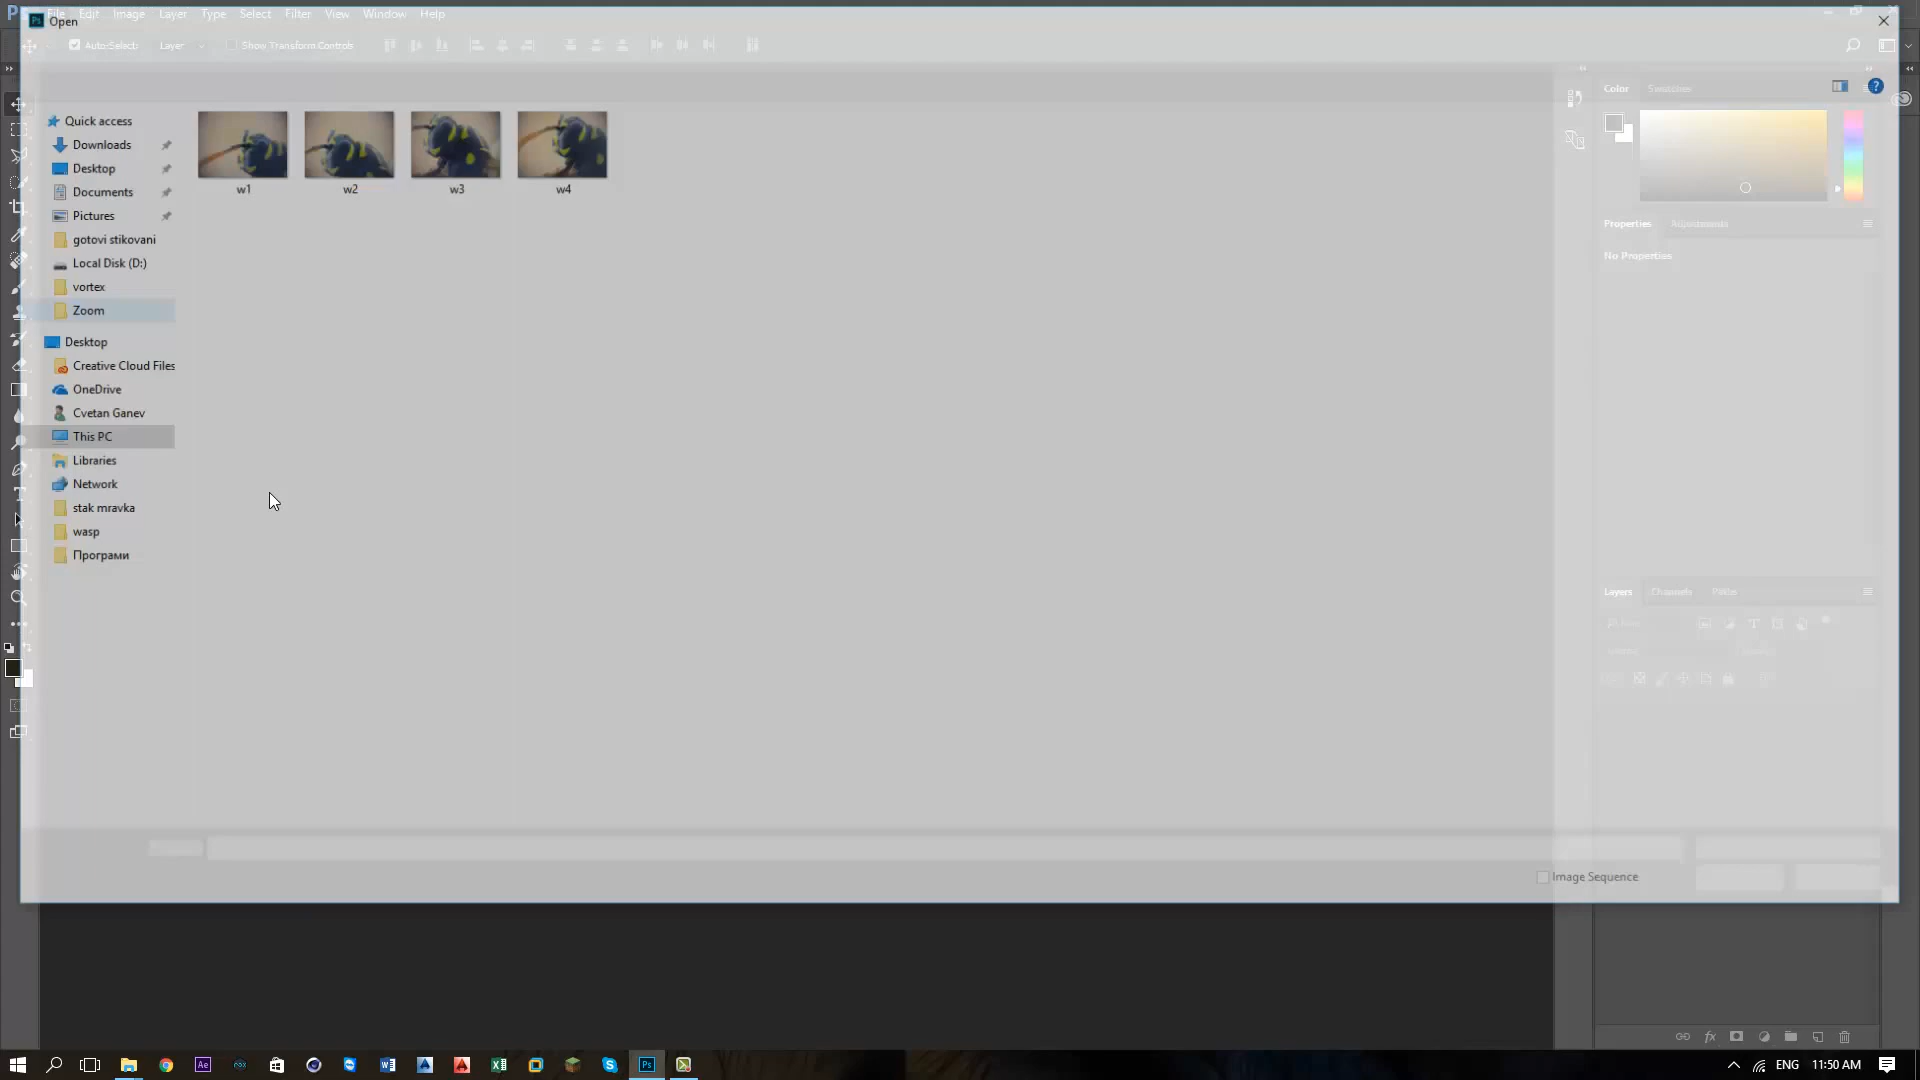 Ps File Edit Image Layer Type Select Filter View Window Help
Open
Auto-Select: Layer Show Transform Controls
Color Swatches
Quick access
Downloads
Desktop
Documents
Pictures
gotovi stikovani
Local Disk (D:)
vortex
Zoom
Desktop
Creative Cloud Files
OneDrive
Cvetan Ganev
This PC
Libraries
Network
stak mravka
wasp
Програми
w1 w2 w3 w4
Properties Adjustments
No Properties
Layers Channels Paths
Image Sequence
ENG 11:50 AM